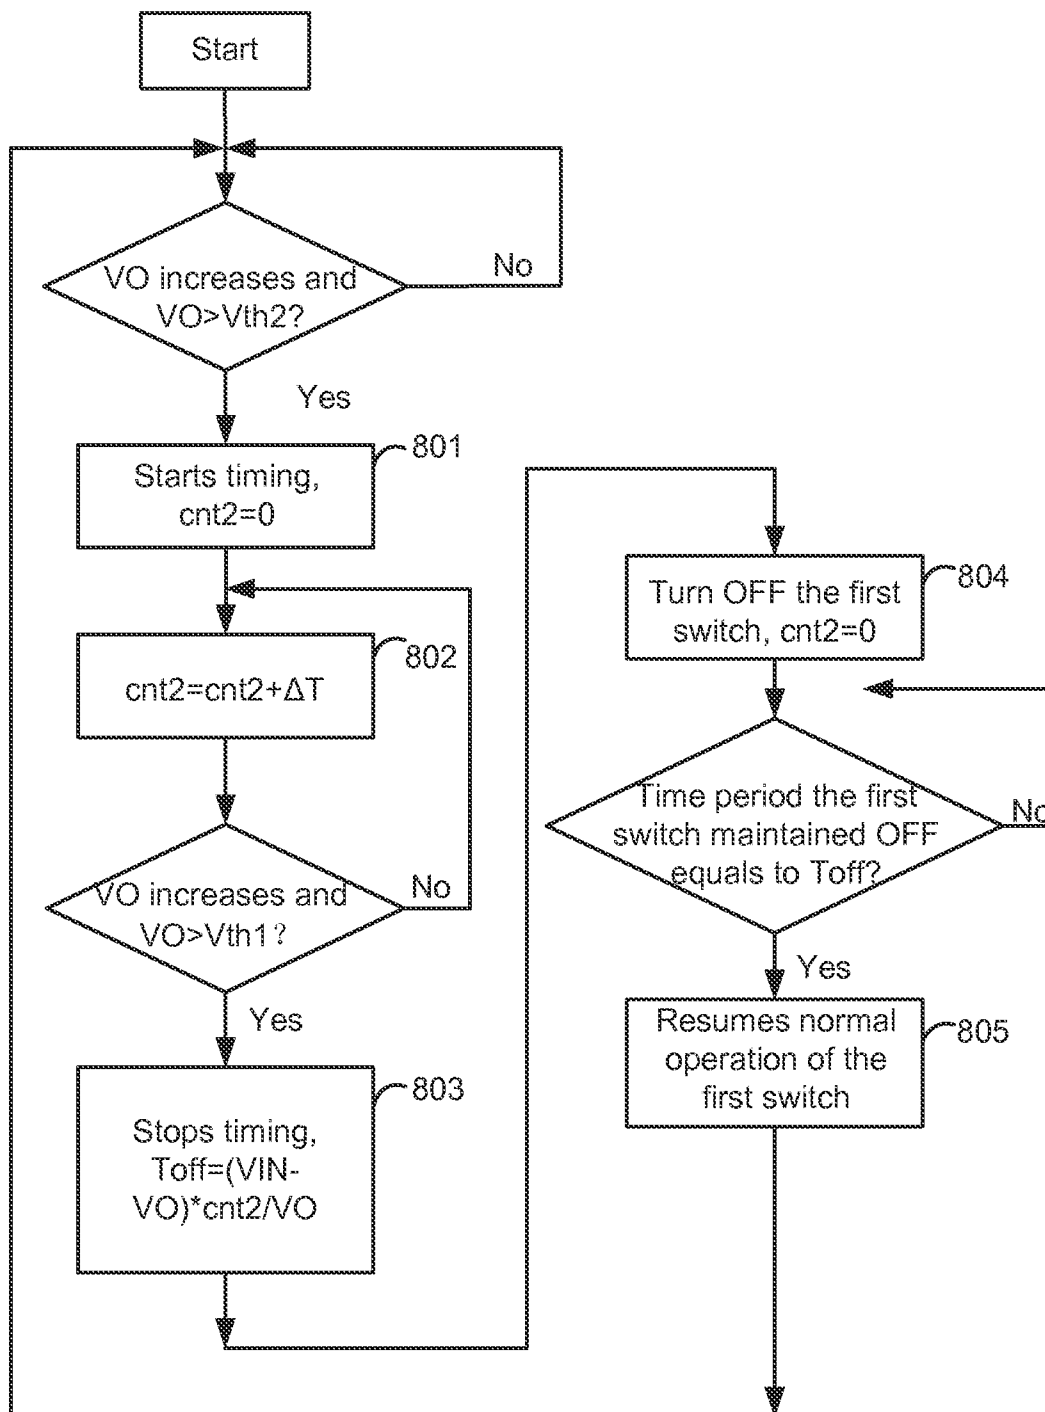 Start
VO increases and
VO>Vth2?
No
Yes
801
Starts timing,
cnt2=0
802
cnt2=cnt2+ΔT
VO increases and
VO>Vth1?
No
Yes
803
Stops timing,
Toff=(VIN-
VO)*cnt2/VO
804
Turn OFF the first
switch, cnt2=0
Time period the first
switch maintained OFF
equals to Toff?
No
Yes
805
Resumes normal
operation of the
first switch